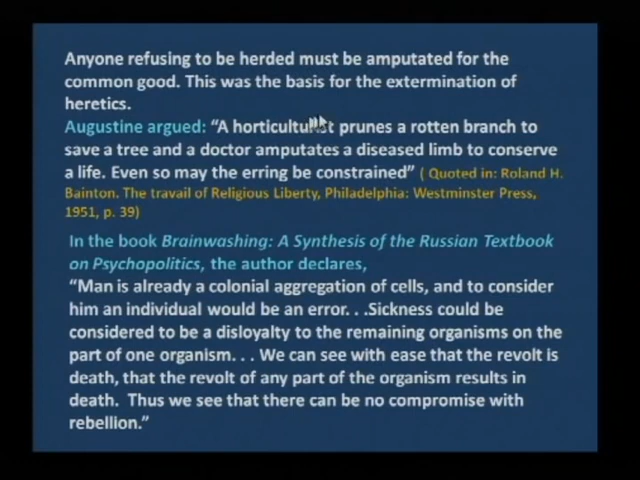 Anyone refusing to be herded must be amputated for the
common good. This was the basis for the extermination of
heretics.
Augustine argued: “A horticulturist prunes a rotten branch to
save a tree and a doctor amputates a diseased limb to conserve
a life. Even so may the erring be constrained” ( Quoted in: Roland H.
Bainton. The travail of Religious Liberty, Philadelphia: Westminster Press,
1951, p. 39)
In the book Brainwashing: A Synthesis of the Russian Textbook
on Psychopolitics, the author declares,
“Man is already a colonial aggregation of cells, and to consider
him an individual would be an error. . .Sickness could be
considered to be a disloyalty to the remaining organisms on the
part of one organism. . . We can see with ease that the revolt is
death, that the revolt of any part of the organism results in
death.  Thus we see that there can be no compromise with
rebellion.”